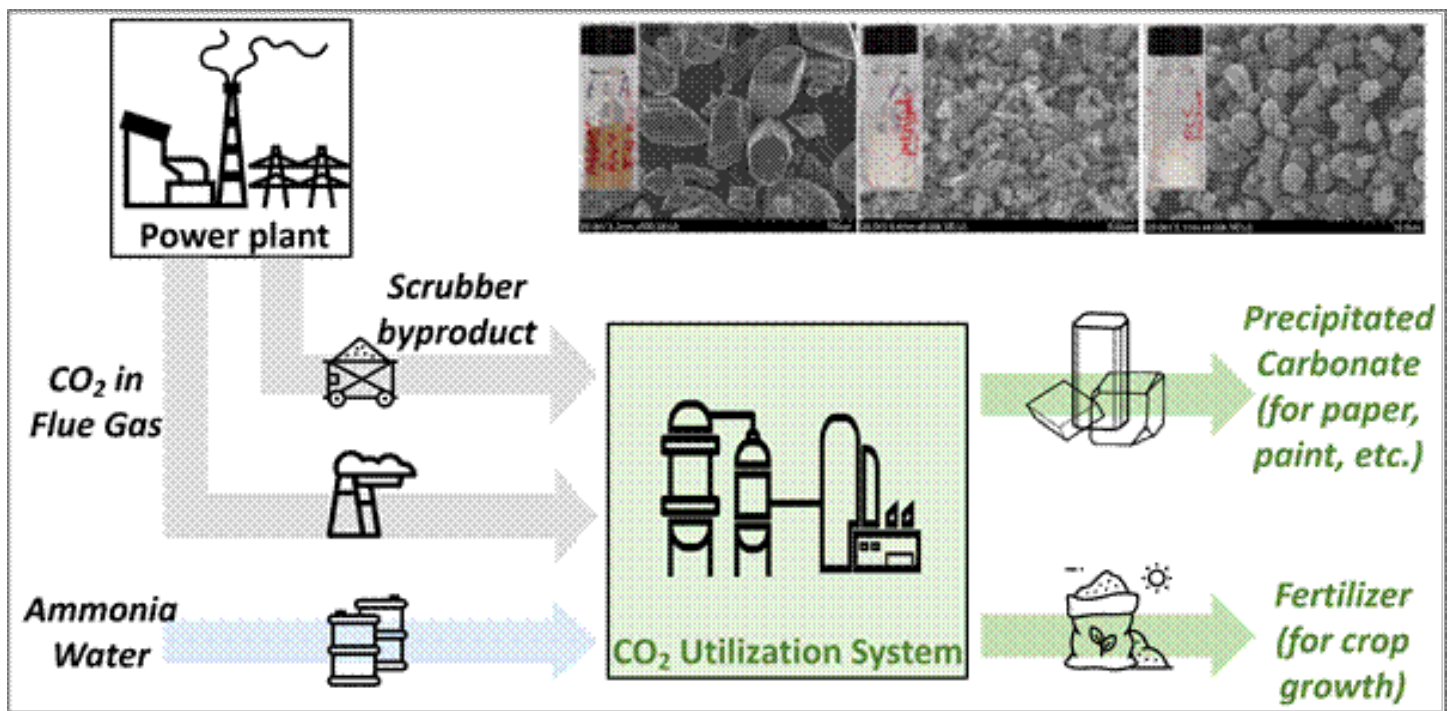 Power plant
Scrubber
byproduct
CO₂ in
Flue Gas
Ammonia
Water
CO₂ Utilization System
Precipitated
Carbonate
(for paper,
paint, etc.)
Fertilizer
(for crop
growth)